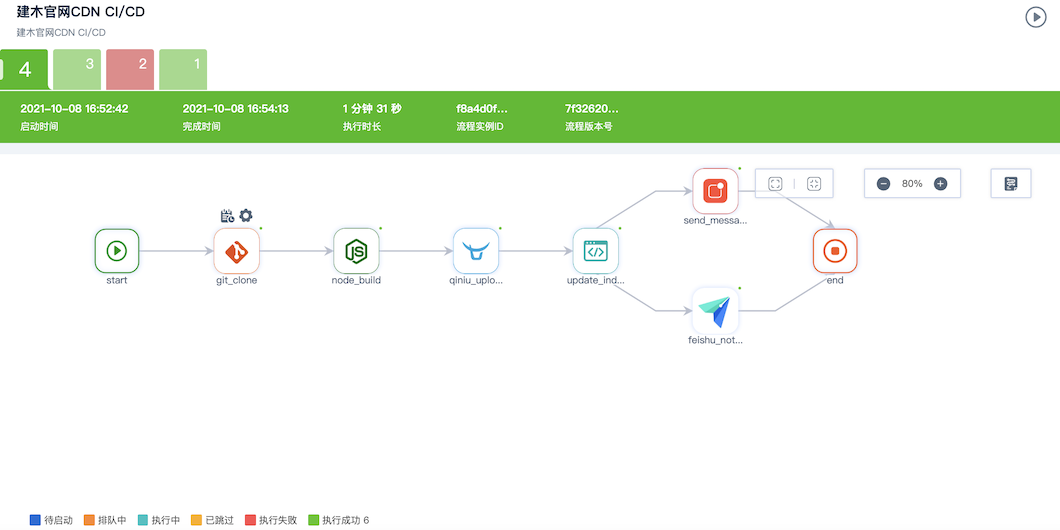 建木官网CDN CI/CD
建木官网CDN CI/CD
4
3
2
1
2021-10-08 16:52:42
2021-10-08 16:54:13
1 分钟 31 秒
f8a4d0f...
7f32620...
启动时间
完成时间
执行时长
流程实例ID
流程版本号
80%
send_messa...
start
git_clone
JS
node_build
qiniu_uplo...
update_ind...
end
feishu_not...
待启动
排队中
执行中
已跳过
执行失败
执行成功 6